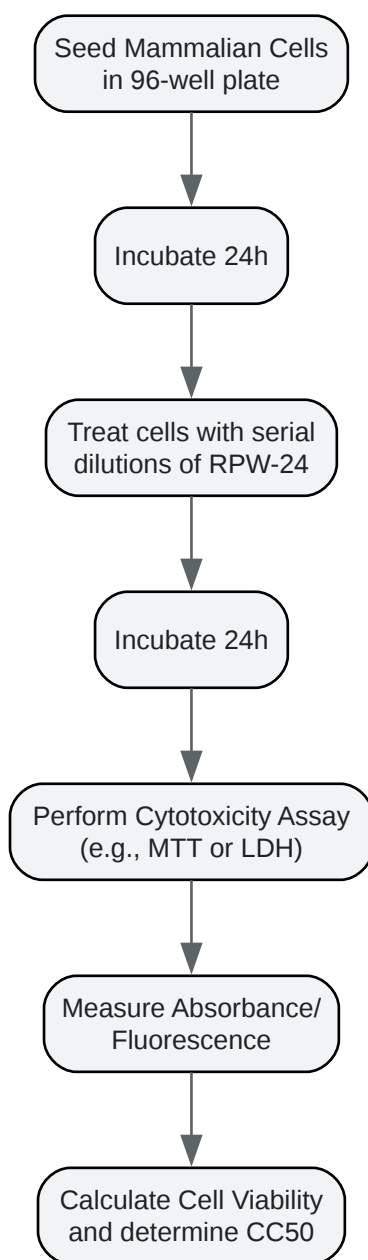 Seed Mammalian Cells
in 96-well plate
Incubate 24h
Treat cells with serial
dilutions of RPW-24
Incubate 24h
Perform Cytotoxicity Assay
(e.g., MTT or LDH)
Measure Absorbance/
Fluorescence
Calculate Cell Viability
and determine CC50